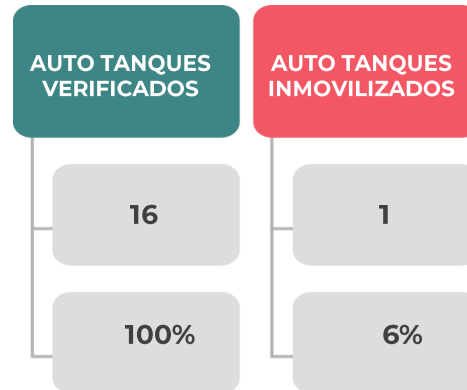 AUTO TANQUES
VERIFICADOS
16
100%
AUTO TANQUES
INMOVILIZADOS
1
6%